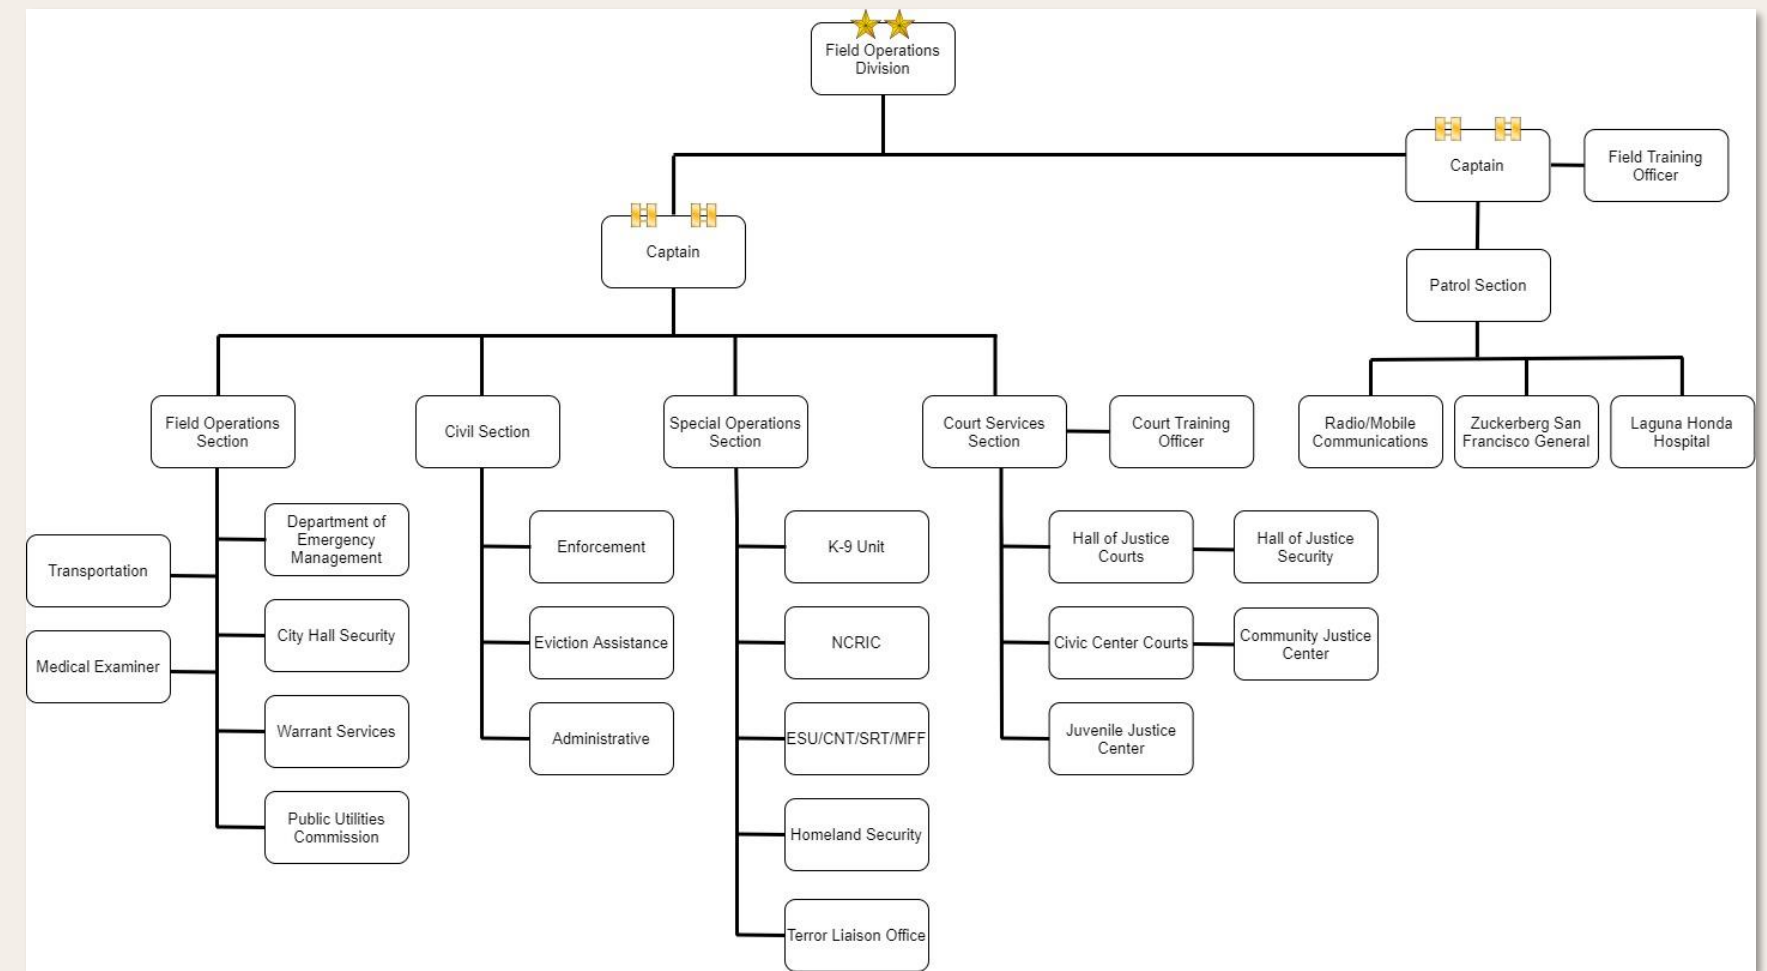 Field Operations
Division
Captain
Field Training
Officer
Captain
Patrol Section
Field Operations
Section
Civil Section
Special Operations
Section
Court Services
Section
Court Training
Officer
Radio/Mobile
Communications
Zuckerberg San
Francisco General
Laguna Honda
Hospital
Transportation
Medical Examiner
Department of
Emergency
Management
City Hall Security
Warrant Services
Public Utilities
Commission
Enforcement
Eviction Assistance
Administrative
K-9 Unit
NCRIC
ESU/CNT/SRT/MFF
Homeland Security
Terror Liaison Office
Hall of Justice
Courts
Hall of Justice
Security
Civic Center Courts
Community Justice
Center
Juvenile Justice
Center